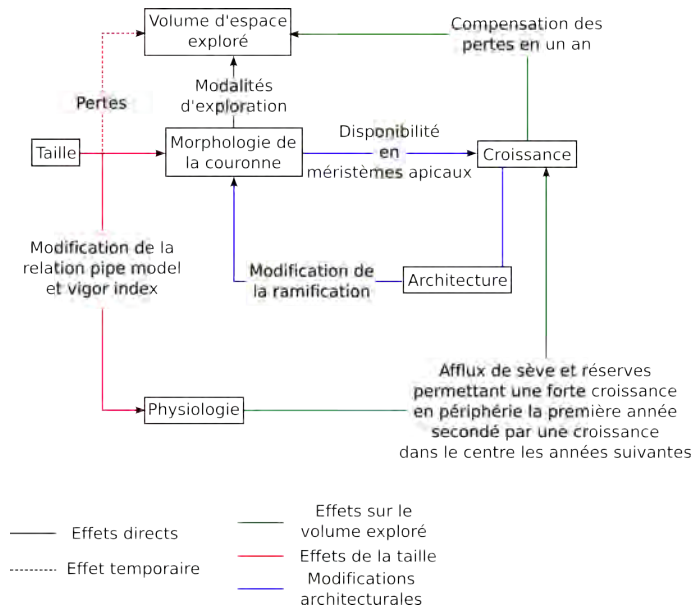 Volume d'espace
exploré
Compensation des
pertes en un an
Modalités
d'exploration
Pertes
Taille
Morphologie de
la couronne
Disponibilité
en
méristèmes apicaux
Croissance
Modification de la
relation pipe model
et vigor index
Modification de
la ramification
Architecture
Physiologie
Afflux de sève et réserves
permettant une forte croissance
en périphérie la première année
secondé par une croissance
dans le centre les années suivantes
Effets directs
Effet temporaire
Effets sur le
volume exploré
Effets de la taille
Modifications
architecturales